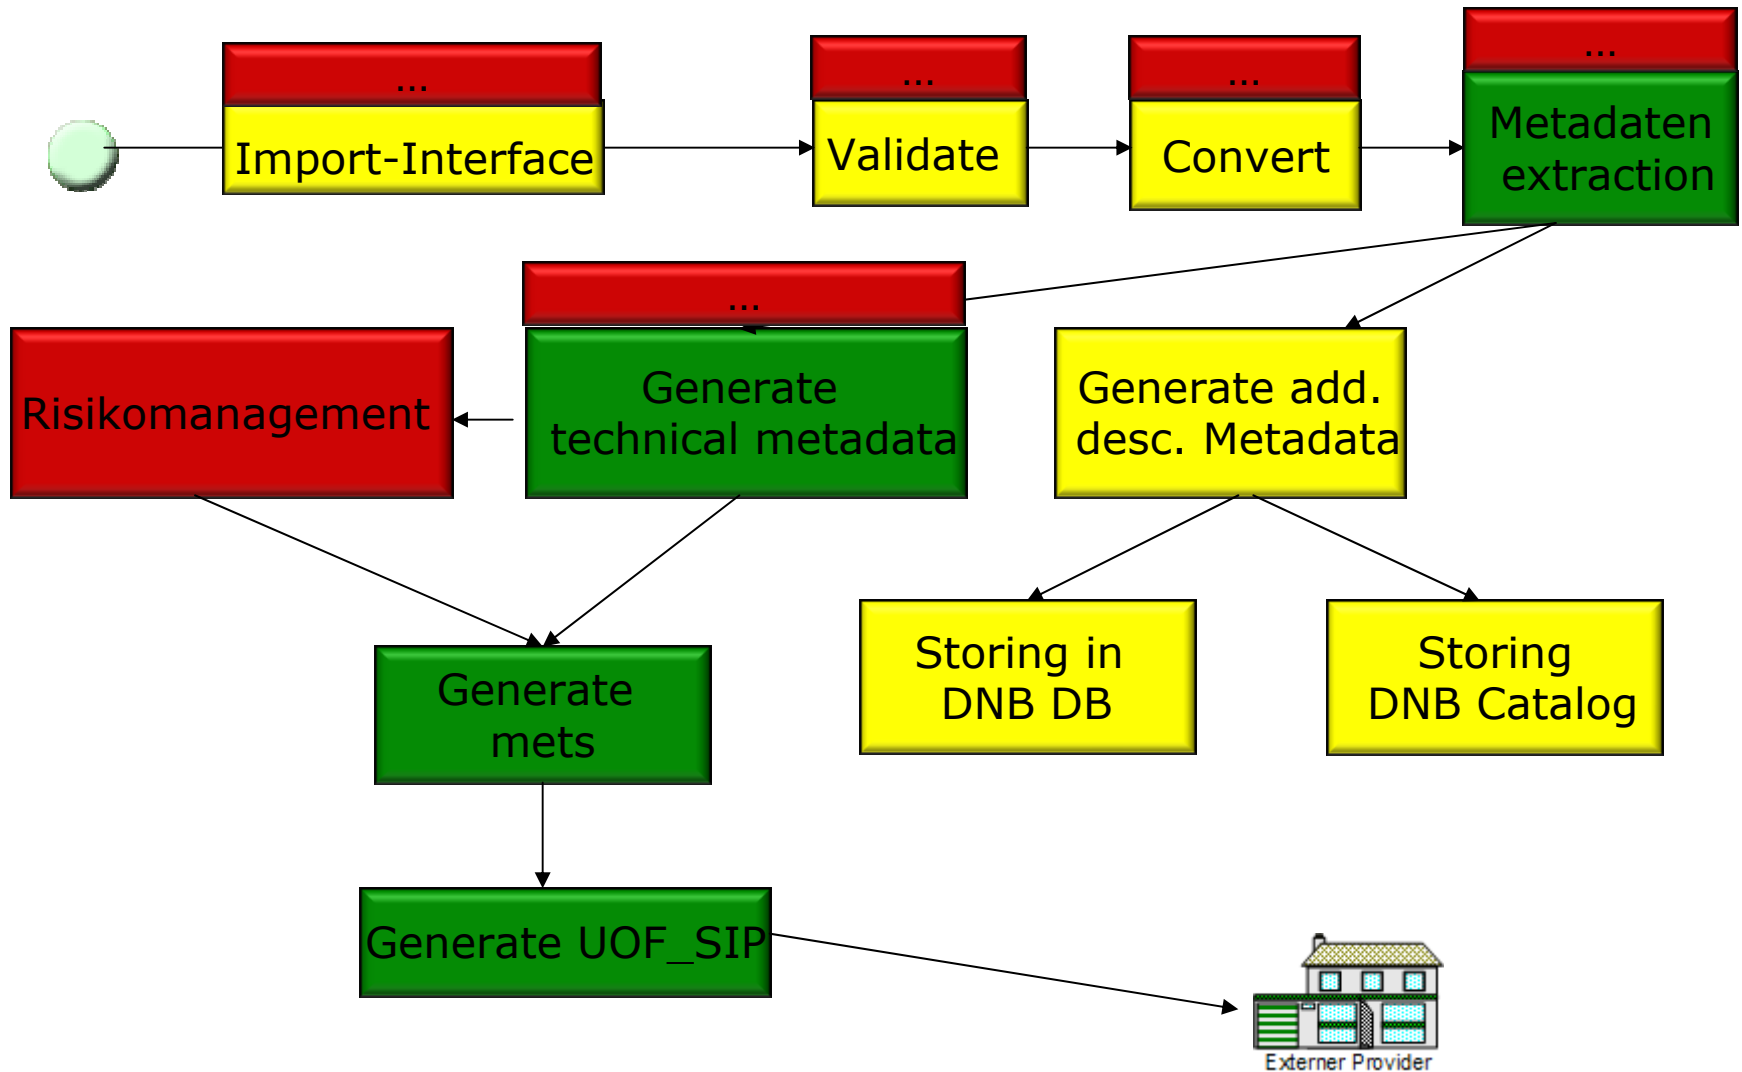 ...
...
...
...
Import-Interface
Validate
Convert
Metadaten
extraction
...
Risikomanagement
Generate
technical metadata
Generate add.
desc. Metadata
Generate
mets
Storing in
DNB DB
Storing
DNB Catalog
Generate UOF_SIP
Externer Provider